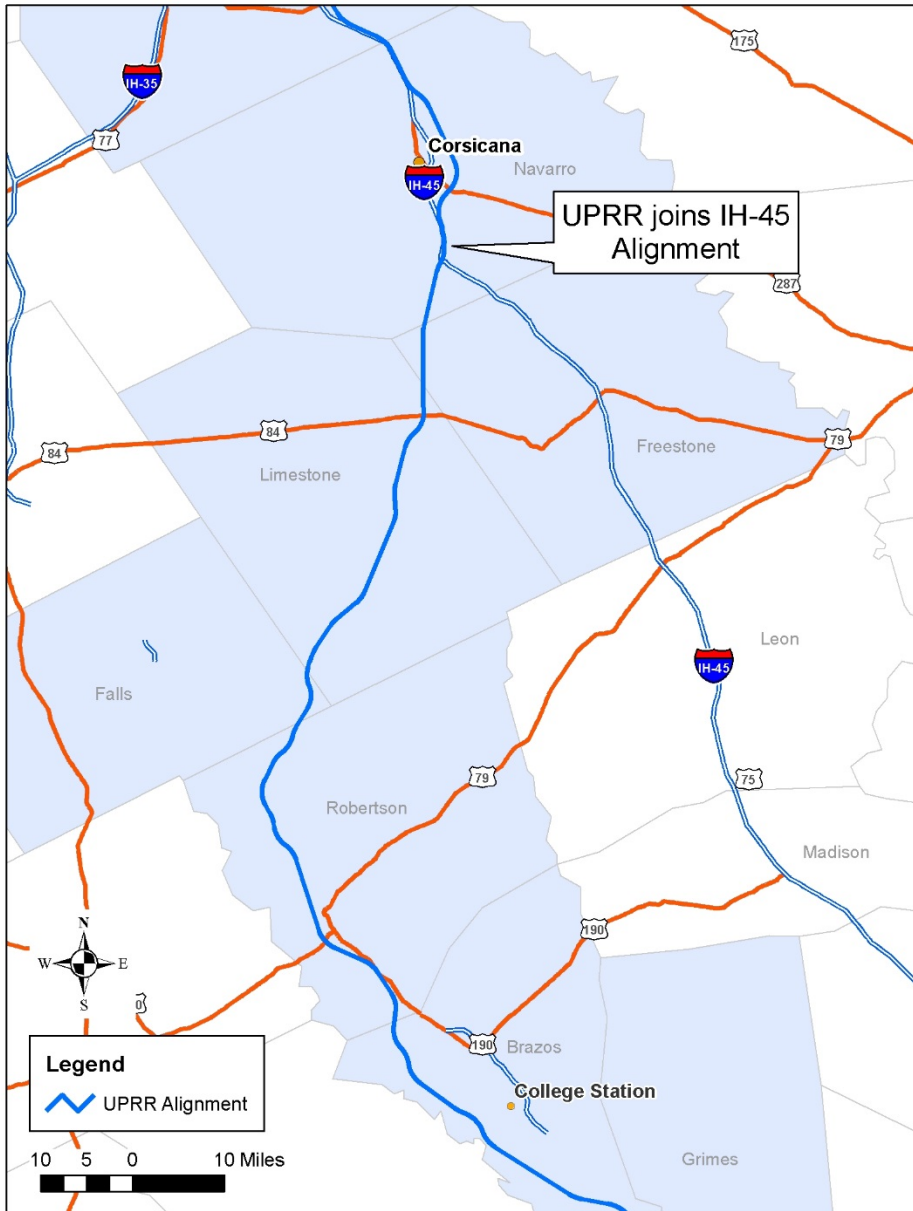 175
IH-35
77
Corsicana
Navarro
IH-45
UPRR joins IH-45
Alignment
287
84
84
Limestone
Freestone
79
Leon
IH-45
Falls
79
75
Robertson
Madison
190
N
W E
S
0
190
Brazos
Legend
UPRR Alignment
College Station
Grimes
10 5 0 10 Miles